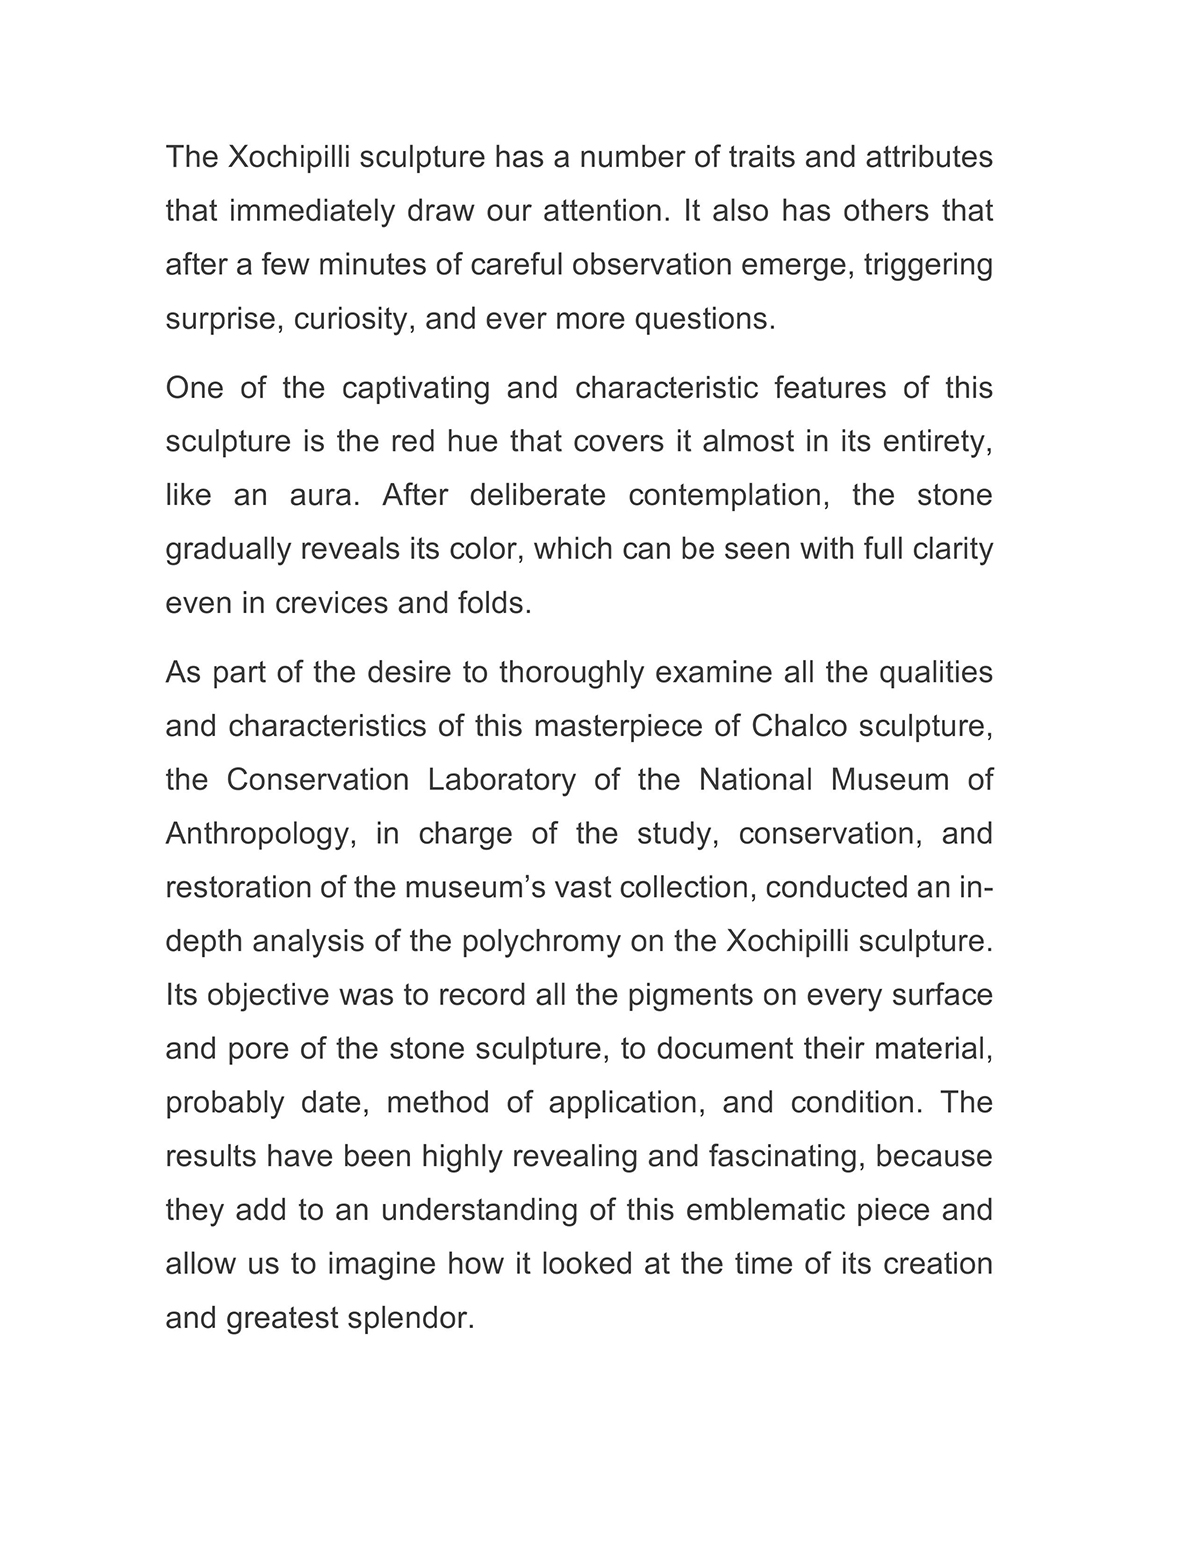 The Xochipilli sculpture has a number of traits and attributes
that immediately draw our attention. It also has others that
after a few minutes of careful observation emerge, triggering
surprise, curiosity, and ever more questions.
One of the captivating and characteristic features of this
sculpture is the red hue that covers it almost in its entirety,
like an aura. After deliberate contemplation, the stone
gradually reveals its color, which can be seen with full clarity
even in crevices and folds.
As part of the desire to thoroughly examine all the qualities
and characteristics of this masterpiece of Chalco sculpture,
the Conservation Laboratory of the National Museum of
Anthropology, in charge of the study, conservation, and
restoration of the museum’s vast collection, conducted an in-
depth analysis of the polychromy on the Xochipilli sculpture.
Its objective was to record all the pigments on every surface
and pore of the stone sculpture, to document their material,
probably date, method of application, and condition. The
results have been highly revealing and fascinating, because
they add to an understanding of this emblematic piece and
allow us to imagine how it looked at the time of its creation
and greatest splendor.